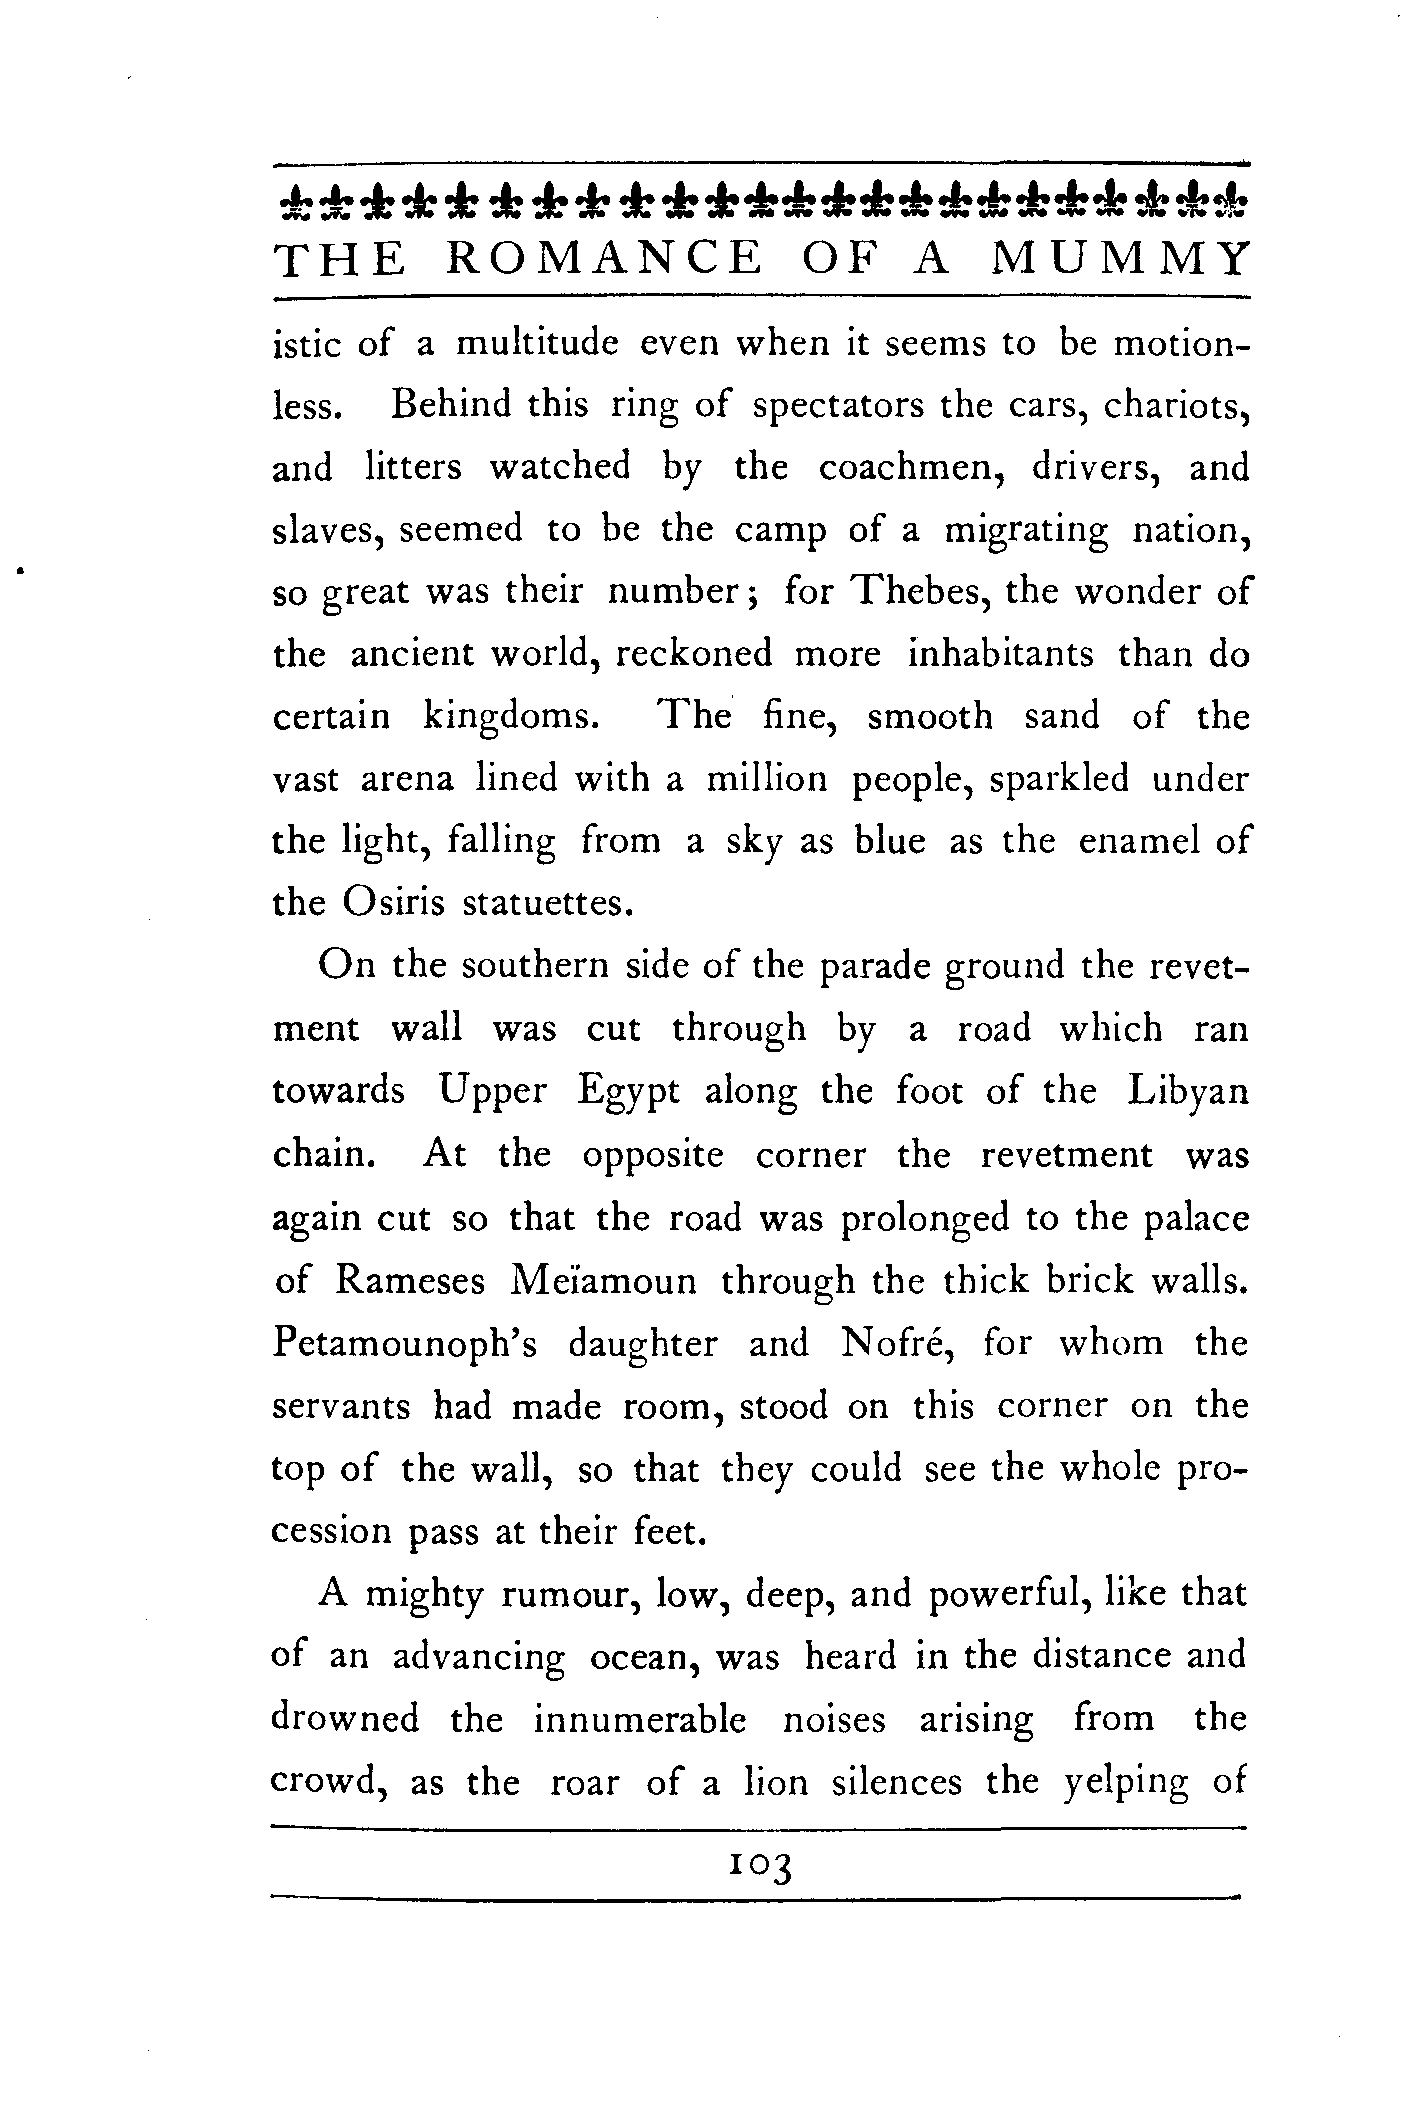 THE ROMANCE OF A MUMMY
istic of a multitude even when it seems to be motion-
less. Behind this ring of spectators the cars, chariots,
and litters watched by the coachmen, drivers, and
slaves, seemed to be the camp of a migrating nation,
so great was their number; for Thebes, the wonder of
the ancient world, reckoned more inhabitants than do
certain kingdoms. The fine, smooth sand of the
vast arena lined with a million people, sparkled under
the light, falling from a sky as blue as the enamel of
the Osiris statuettes.
On the southern side of the parade ground the revet-
ment wall was cut through by a road which ran
towards Upper Egypt along the foot of the Libyan
chain. At the opposite corner the revetment was
again cut so that the road was prolonged to the palace
of Rameses Meïamoun through the thick brick walls.
Petamounoph's daughter and Nofré, for whom the
servants had made room, stood on this corner on the
top of the wall, so that they could see the whole pro-
cession pass at their feet.
A mighty rumour, low, deep, and powerful, like that
of an advancing ocean, was heard in the distance and
drowned the innumerable noises arising from the
crowd, as the roar of a lion silences the yelping of
103